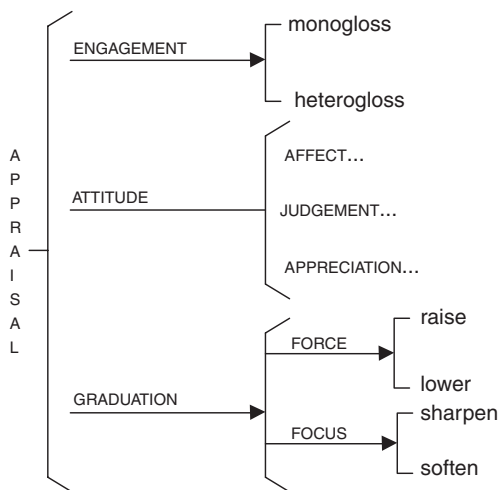 APPRAISAL
ENGAGEMENT
monogloss
heterogloss
ATTITUDE
AFFECT...
JUDGEMENT...
APPRECIATION...
GRADUATION
FORCE
raise
lower
FOCUS
sharpen
soften